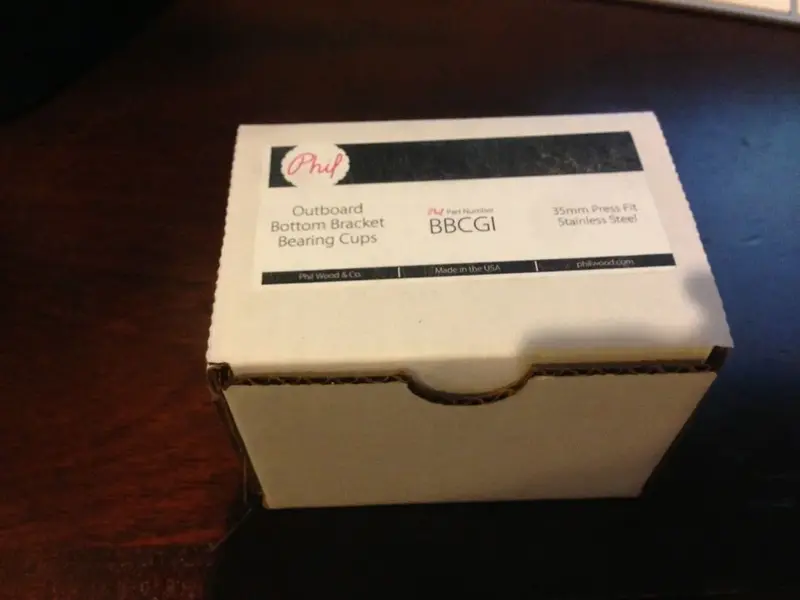 Phil
Outboard
Bottom Bracket
Bearing Cups
Phil Part Number
BBCGI
35mm Press Fit
Stainless Steel
Phil Wood & Co.
Made in the USA
philwood.com